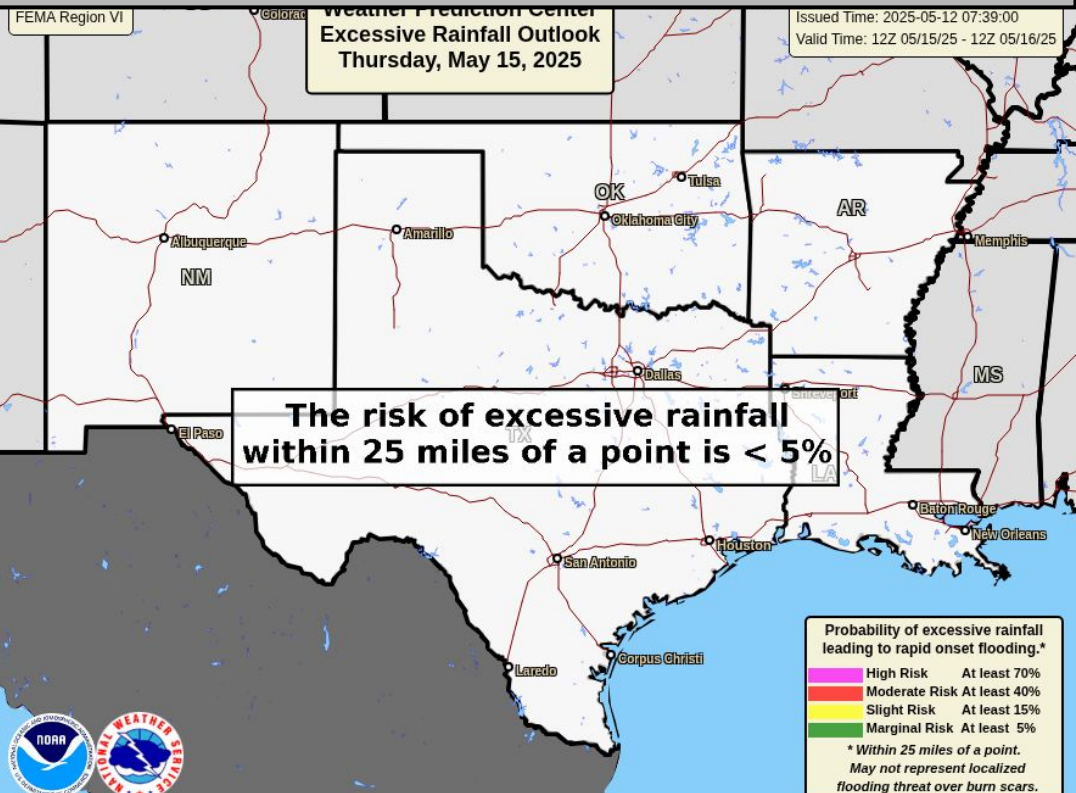 FEMA Region VI
Colorad
Weather Prediction Center
Excessive Rainfall Outlook
Thursday, May 15, 2025
Issued Time: 2025-05-12 07:39:00
Valid Time: 12Z 05/15/25 - 12Z 05/16/25
Tulsa
OK
AR
Oklahoma City
Amarillo
Albuquerque
Memphis
NM
Dallas
MS
Shreveport
The risk of excessive rainfall
within 25 miles of a point is < 5%
TX
El Paso
LA
Baton Rouge
New Orleans
Houston
San Antonio
Corpus Christi
Laredo
Probability of excessive rainfall
leading to rapid onset flooding.*
High Risk At least 70%
Moderate Risk At least 40%
Slight Risk At least 15%
Marginal Risk At least 5%
* Within 25 miles of a point.
May not represent localized
flooding threat over burn scars.
NOAA
NATIONAL WEATHER SERVICE